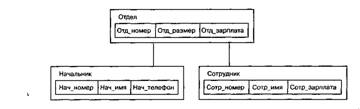 Отдел
Отд_номер Отд_размер Отд_зарплата
Начальник
Нач_номер Нач_имя Нач_телефон
Сотрудник
Сотр_номер Сотр_имя Сотр_зарплата